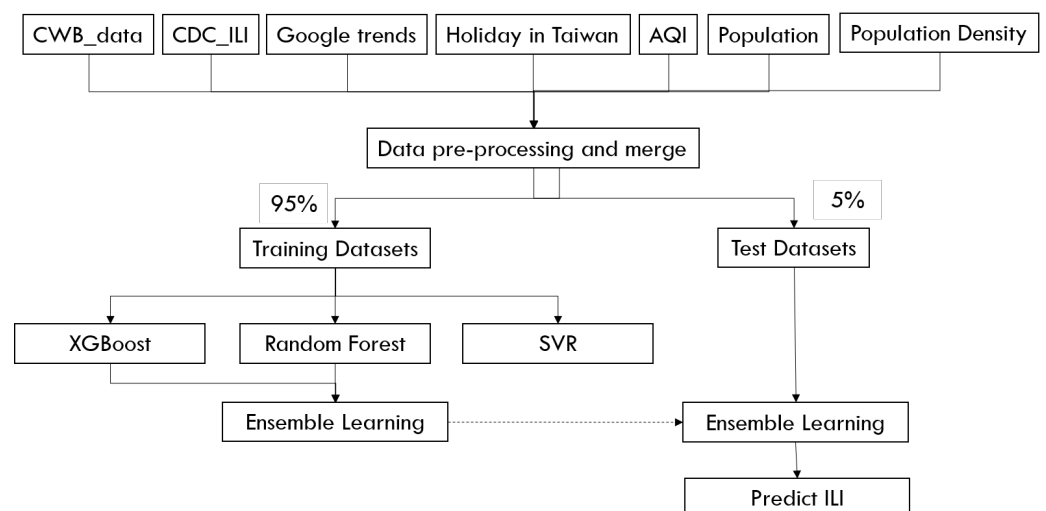 CWB_data
CDC_ILI
Google trends
Holiday in Taiwan
AQI
Population
Population Density
Data pre-processing and merge
95%
5%
Training Datasets
Test Datasets
XGBoost
Random Forest
SVR
Ensemble Learning
Ensemble Learning
Predict ILI